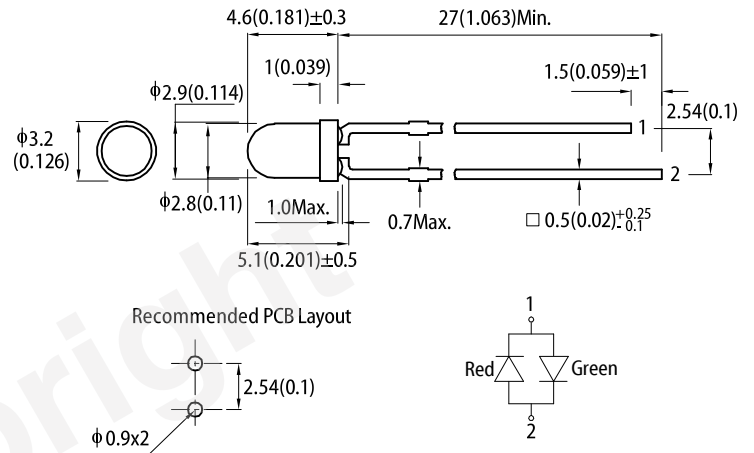 4.6(0.181)±0.3
27(1.063)Min.
1(0.039)
1.5(0.059)±1
ϕ2.9(0.114)
2.54(0.1)
ϕ3.2
(0.126)
1
2
ϕ2.8(0.11)
1.0Max.
0.7Max.
□ 0.5(0.02)+0.25 -0.1
5.1(0.201)±0.5
Recommended PCB Layout
2.54(0.1)
ϕ0.9x2
1
Red
Green
2
right